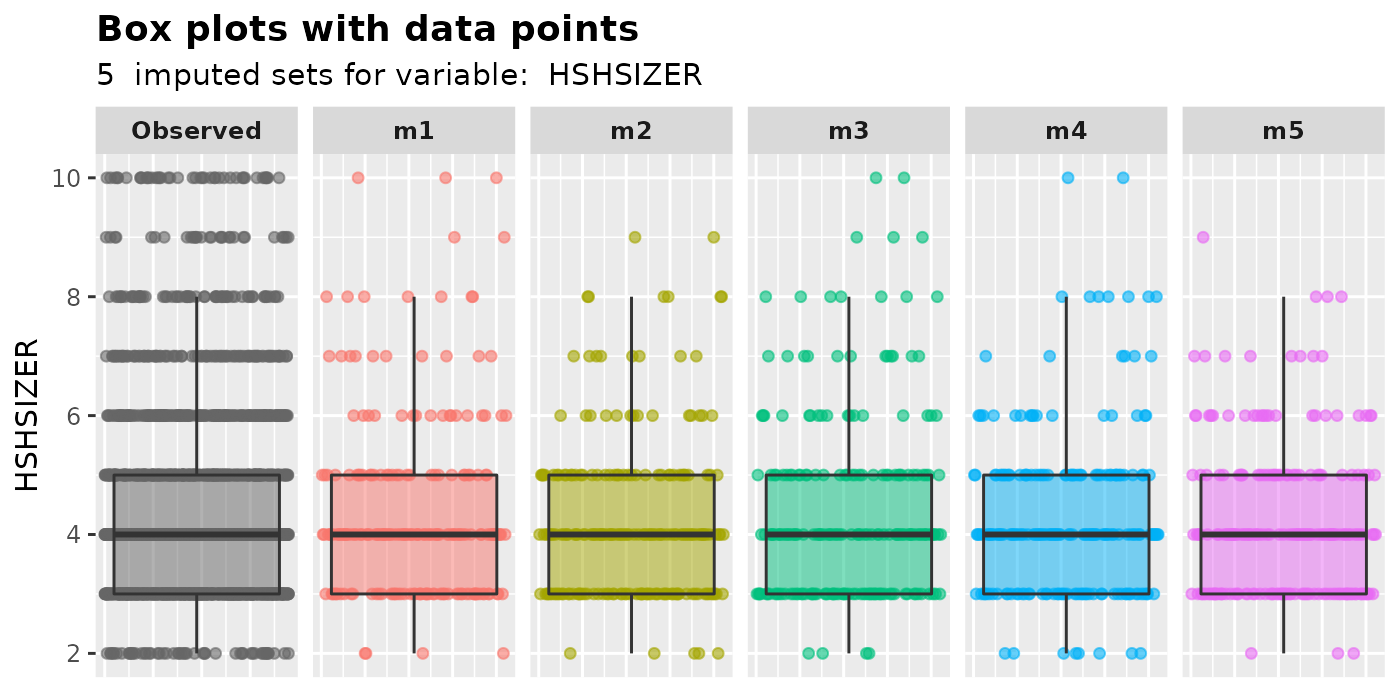 Box plots with data points
5  imputed sets for variable:  HSHSIZER
Observed m1 m2 m3 m4 m5
10
8
6
4
2
HSHSIZER